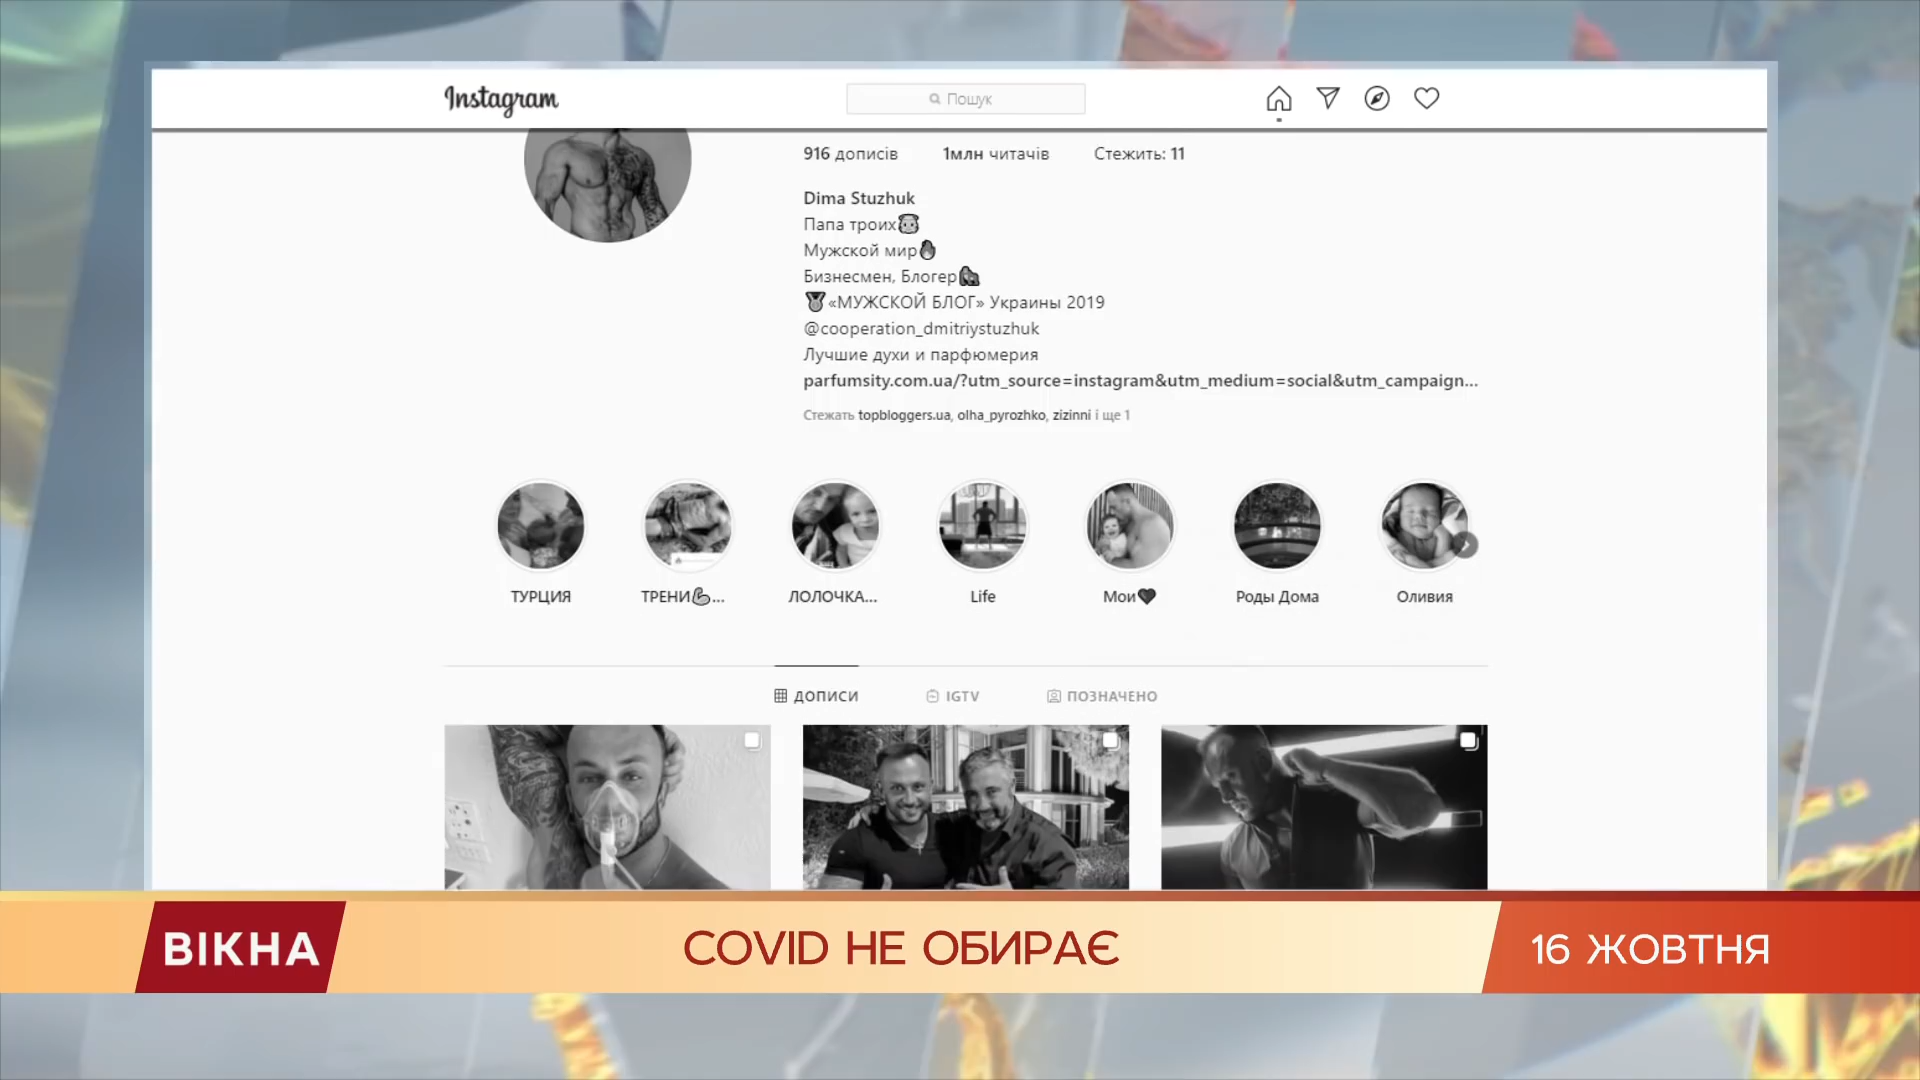 Instagram
Пошук
916 дописів 1млн читачів Стежить: 11
Dima Stuzhuk
Папа троих
Мужской мир
Бизнесмен, Блогер
«МУЖСКОЙ БЛОГ» Украины 2019
@cooperation_dmitriystuzhuk
Лучшие духи и парфюмерия
parfumsity.com.ua/?utm_source=instagram&utm_medium=social&utm_campaign...
Стежать topbloggers.ua, olha_pyrozhko, zizinni і ще 1
ТУРЦИЯ ТРЕНИ... ЛОЛОЧКА... Life Мои Роды Дома Оливия
ДОПИСИ IGTV ПОЗНАЧЕНО
ВІКНА COVID НЕ ОБИРАЄ 16 ЖОВТНЯ